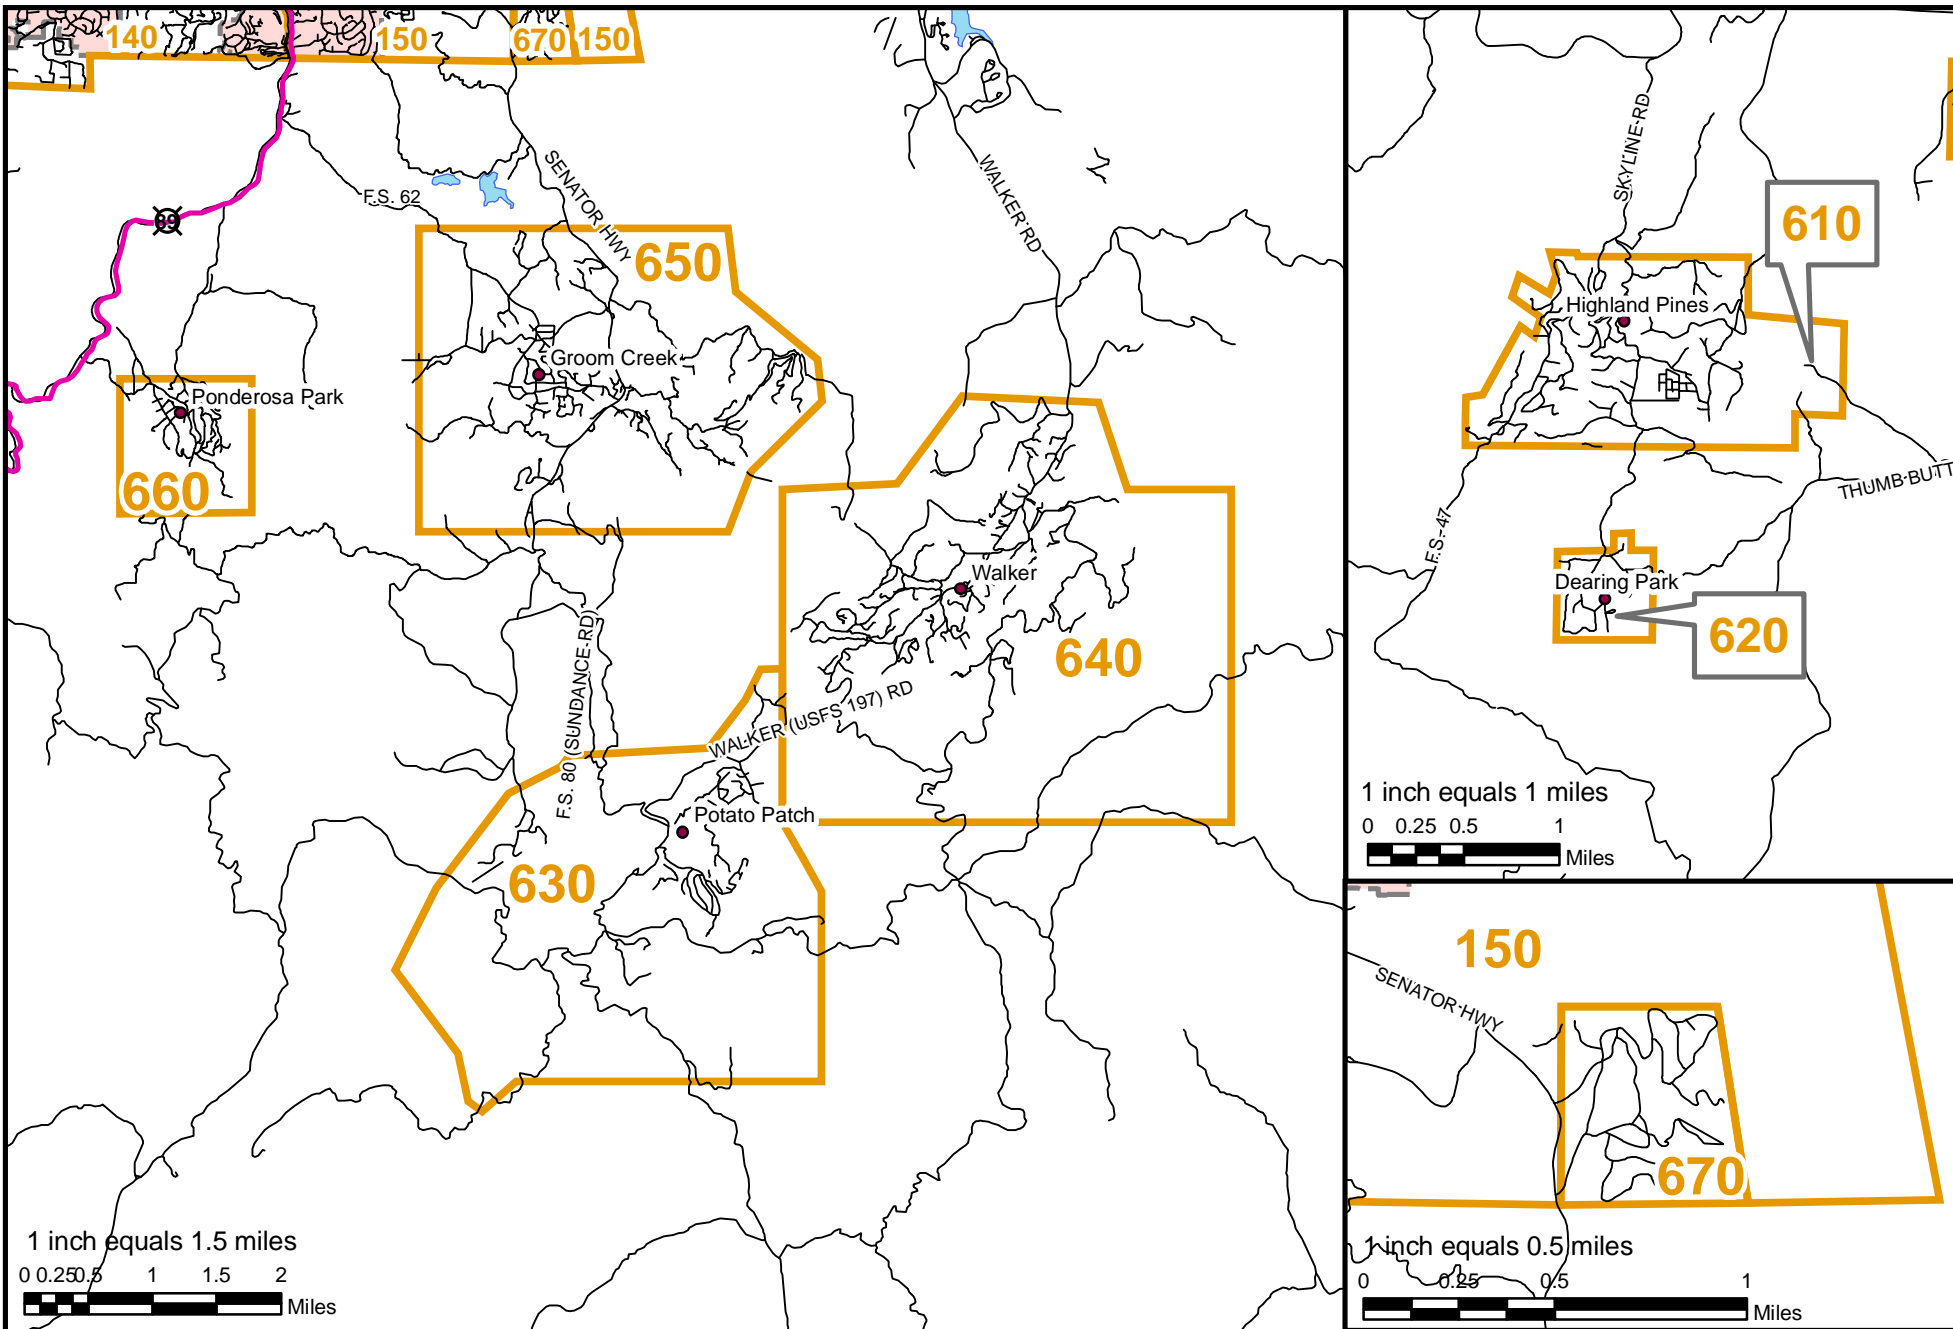 140
150
670
150
SENATOR HWY
F.S. 62
WALKER RD
89
650
Groom Creek
Ponderosa Park
660
Walker
640
F.S. 80 (SUNDANCE RD)
WALKER (USFS 197) RD
Potato Patch
630
1 inch equals 1.5 miles
0 0.25 0.5 1 1.5 2
Miles
SKYLINE RD
610
Highland Pines
THUMB BUTT
F.S. 47
Dearing Park
620
1 inch equals 1 miles
0 0.25 0.5 1
Miles
150
SENATOR HWY
670
1 inch equals 0.5 miles
0 0.25 0.5 1
Miles